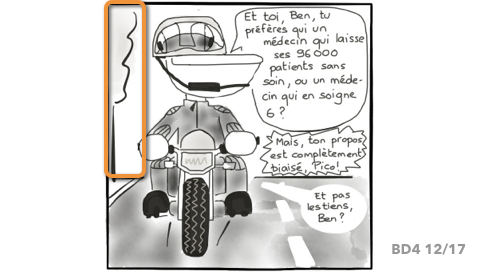 Et toi, Ben, tu
préfères qui un
médecin qui laisse
ses 96 000
patients sans
soin, ou un méde-
cin qui en soigne
6 ?
Mais, ton propos
est complètement
biaisé, Pico!
Et pas
les tiens,
Ben ?
BD4 12/17